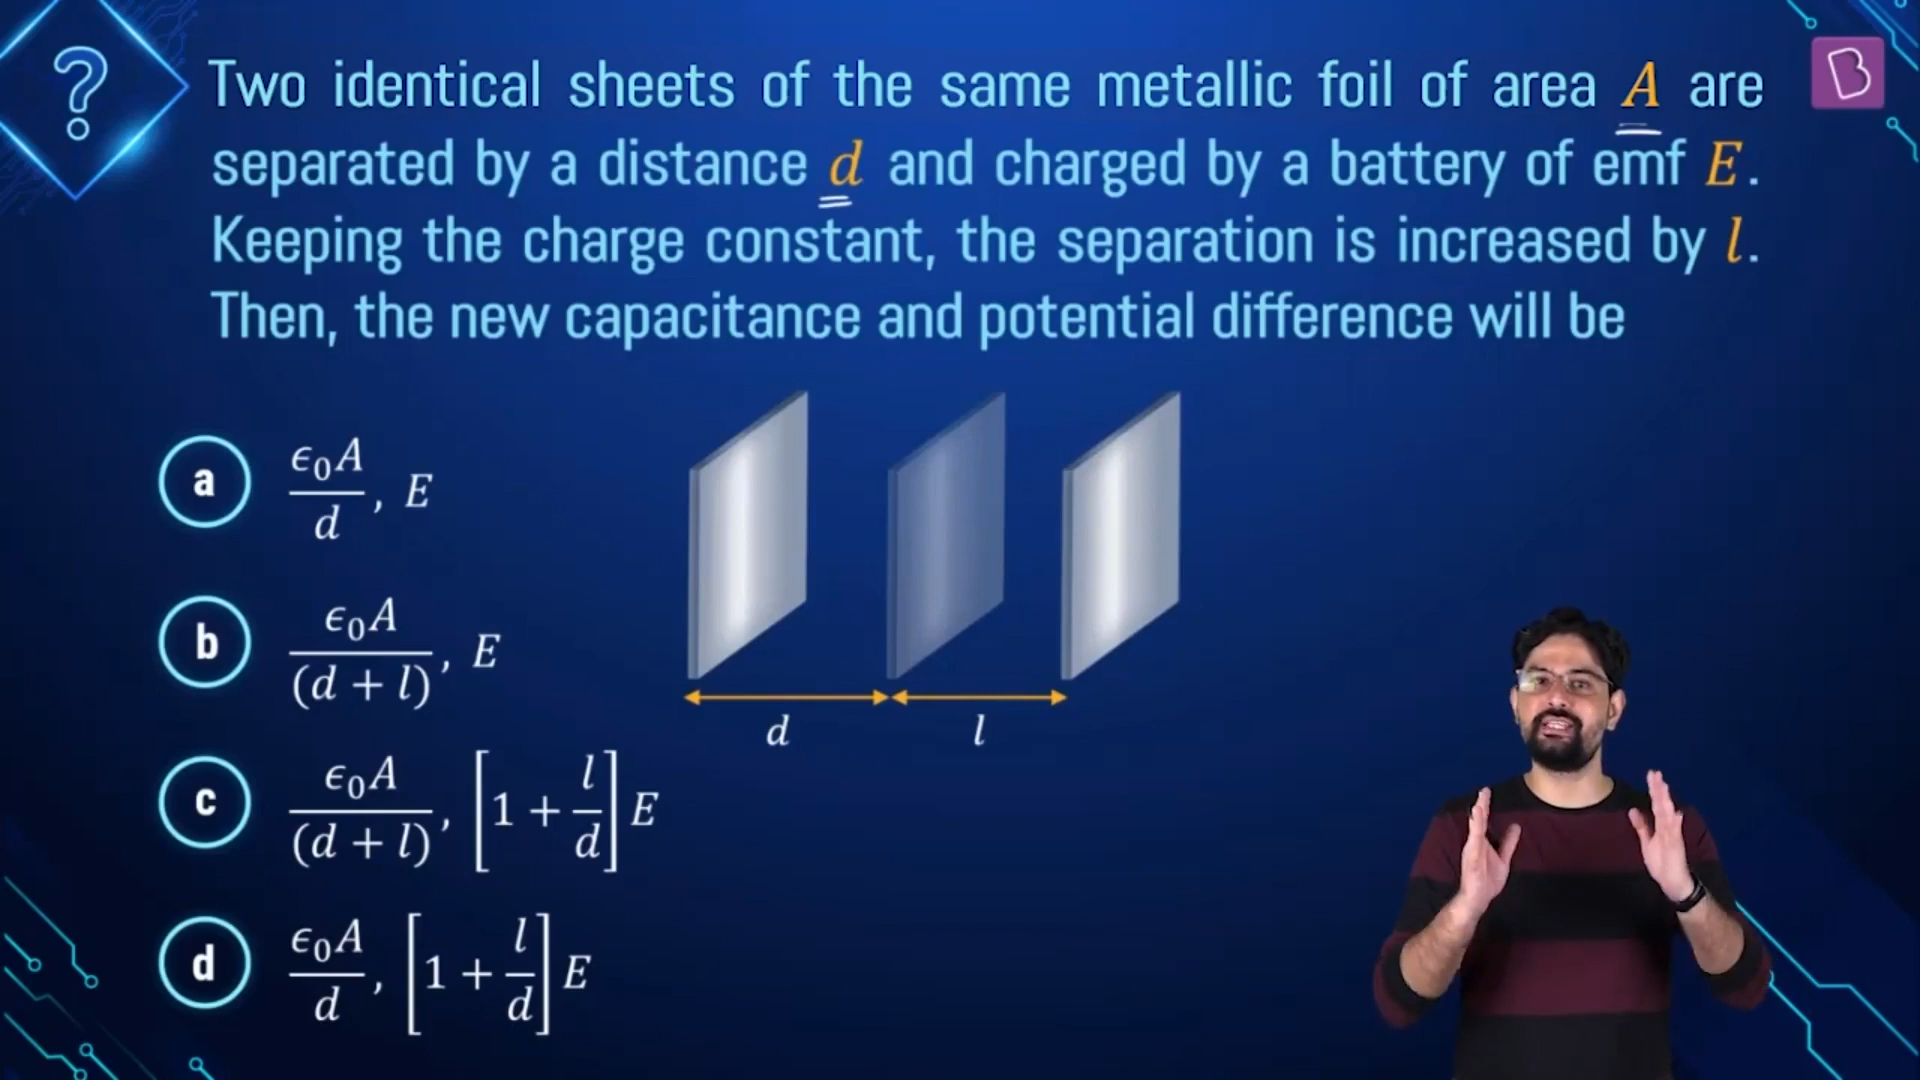 ?
Two identical sheets of the same metallic foil of area A are
separated by a distance d and charged by a battery of emf E.
Keeping the charge constant, the separation is increased by l.
Then, the new capacitance and potential difference will be
B
a ϵ₀A/d, E
b ϵ₀A/(d + l), E
c ϵ₀A/(d + l), [1 + l/d] E
d ϵ₀A/d, [1 + l/d] E
d l